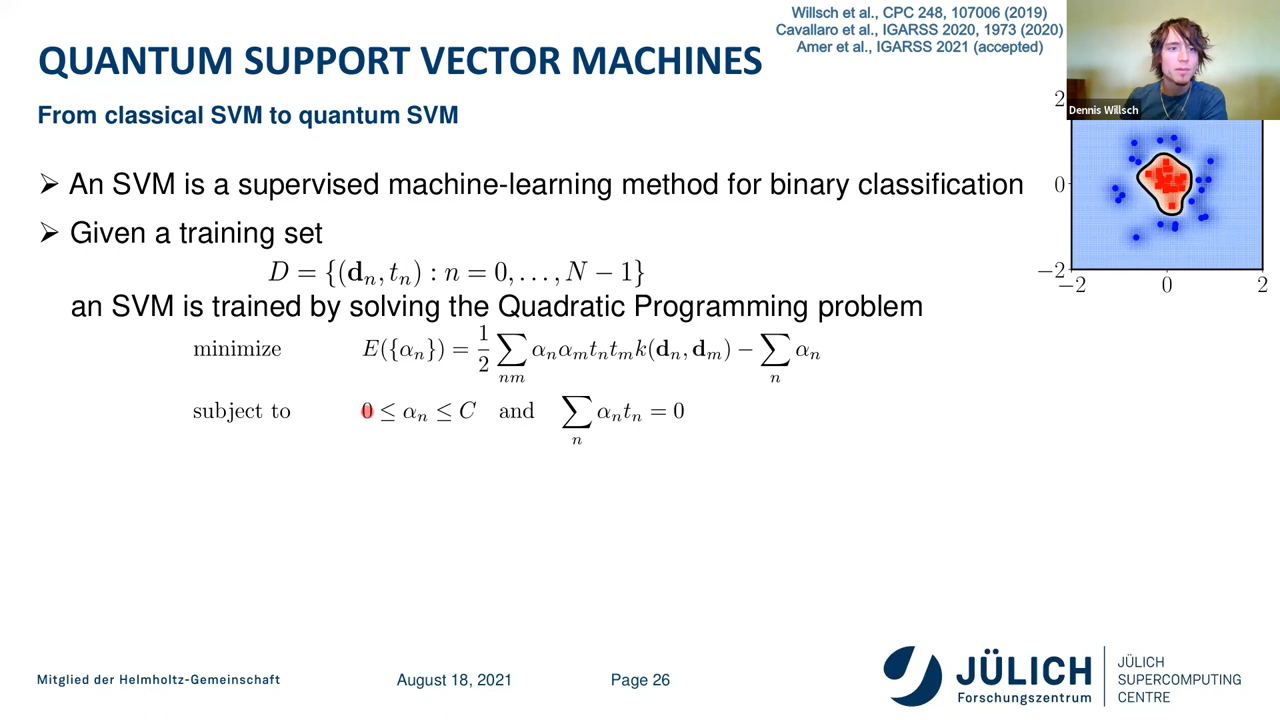 Willsch et al., CPC 248, 107006 (2019)
Cavallaro et al., IGARSS 2020, 1973 (2020)
Amer et al., IGARSS 2021 (accepted)
QUANTUM SUPPORT VECTOR MACHINES
From classical SVM to quantum SVM
Dennis Willsch
2
0
−2
−2 0 2
➢ An SVM is a supervised machine-learning method for binary classification
➢ Given a training set
D = {(d_n, t_n) : n = 0, . . . , N − 1}
an SVM is trained by solving the Quadratic Programming problem
minimize E({α_n}) = 1/2 ∑_{nm} α_n α_m t_n t_m k(d_n, d_m) − ∑_n α_n
subject to 0 ≤ α_n ≤ C and ∑_n α_n t_n = 0
Mitglied der Helmholtz-Gemeinschaft
August 18, 2021
Page 26
JÜLICH
Forschungszentrum
JÜLICH
SUPERCOMPUTING
CENTRE